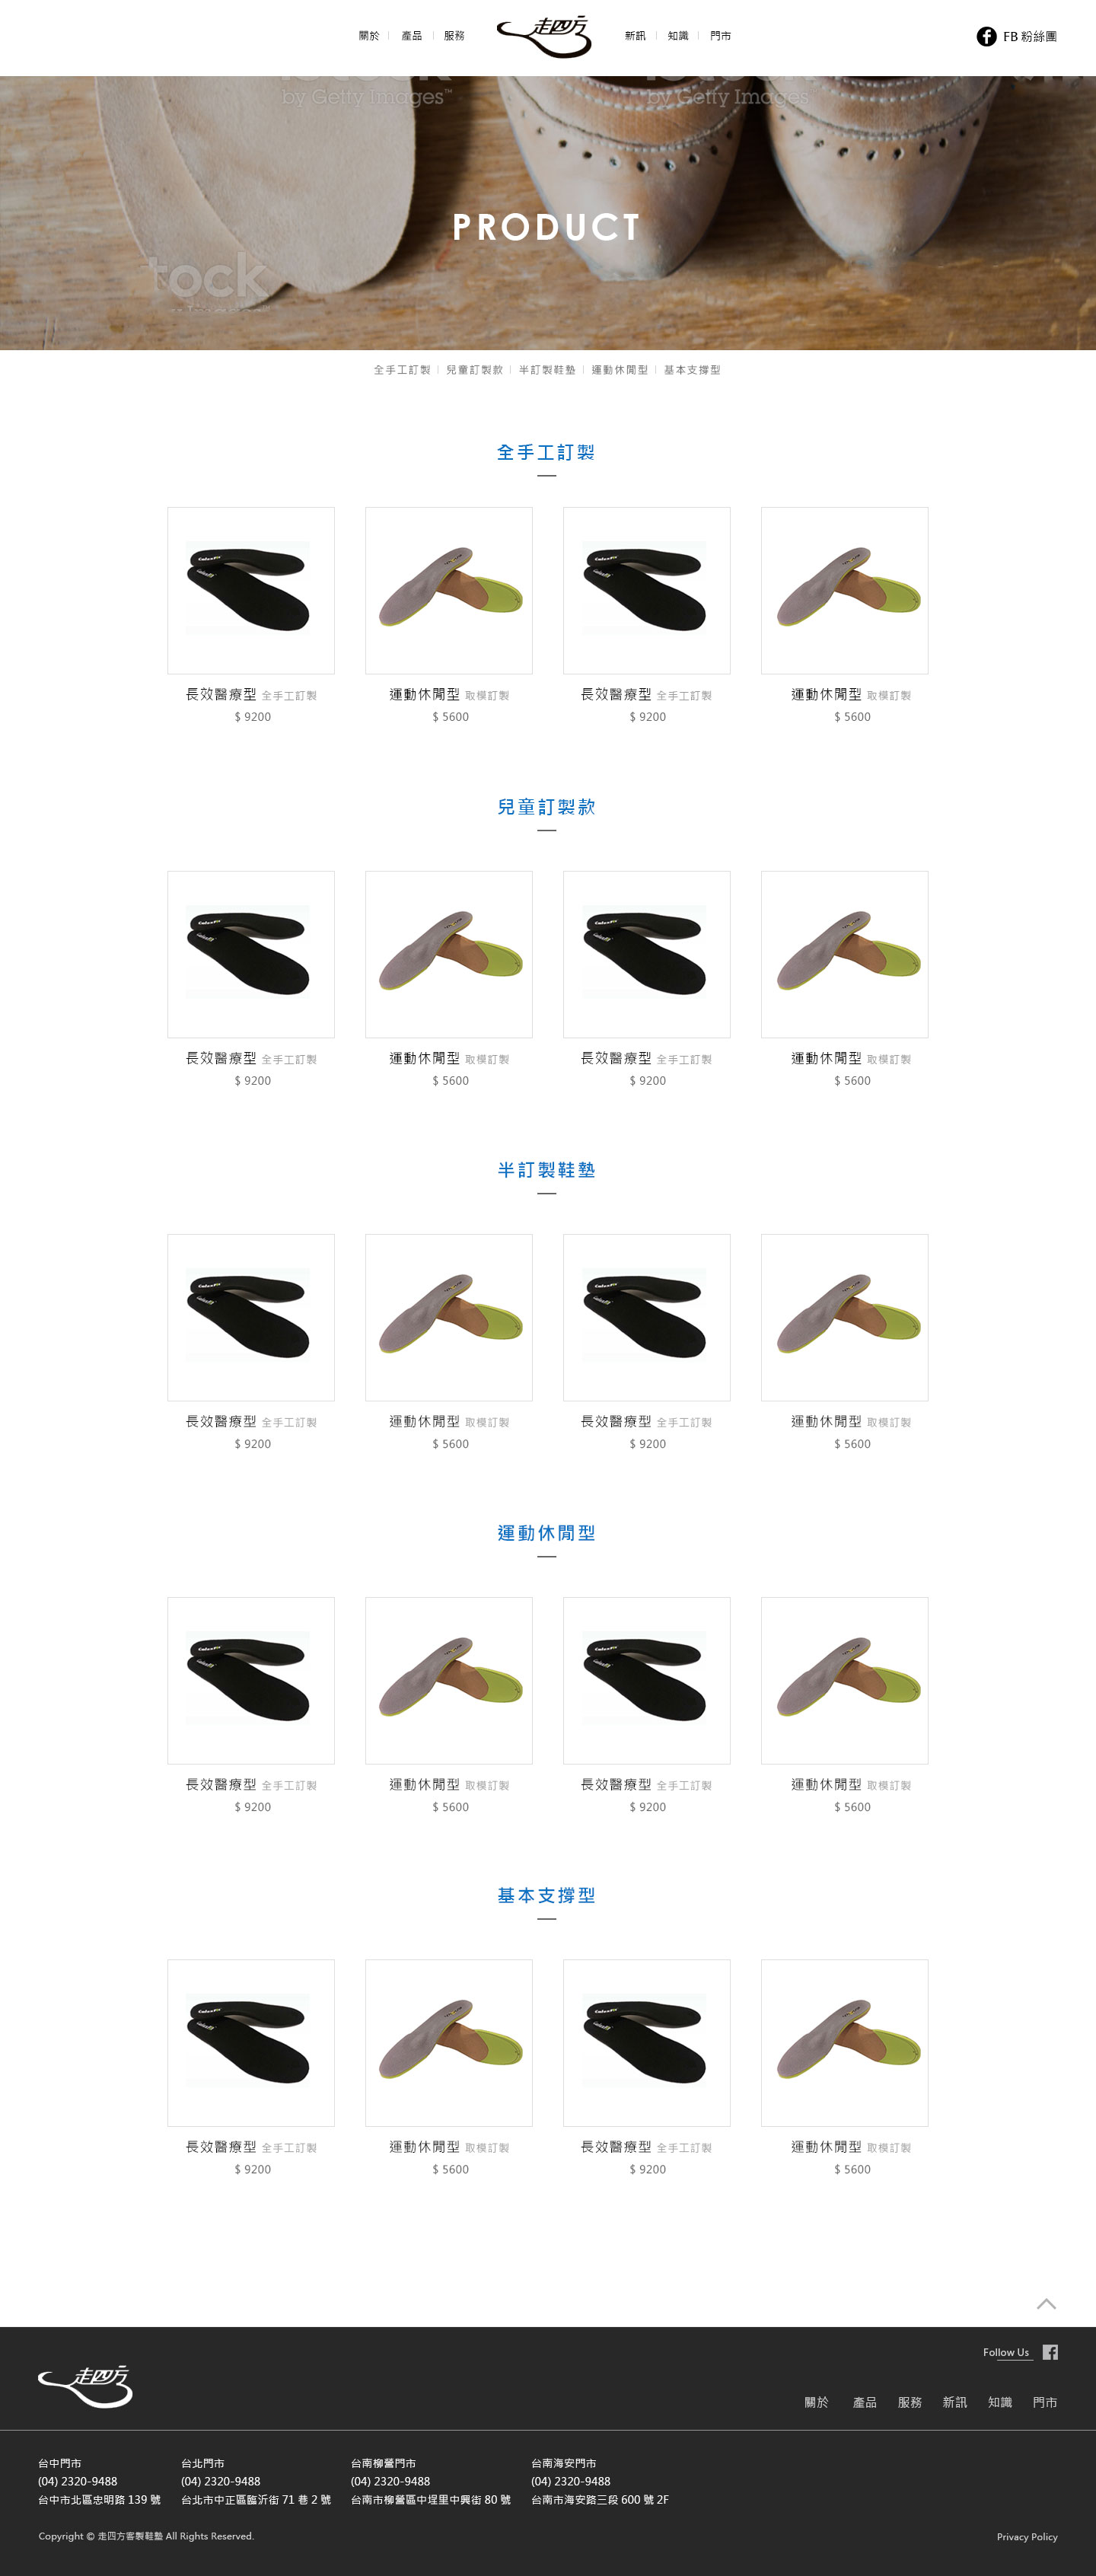 關於 產品 服務 走四方 新訊 知識 門市 FB 粉絲團
by Getty Images™ by Getty Images
PRODUCT
tock
全手工訂製 兒童訂製款 半訂製鞋墊 運動休閒型 基本支撐型
全手工訂製
長效醫療型 全手工訂製 運動休閒型 取模訂製 長效醫療型 全手工訂製 運動休閒型 取模訂製
$ 9200 $ 5600 $ 9200 $ 5600
兒童訂製款
長效醫療型 全手工訂製 運動休閒型 取模訂製 長效醫療型 全手工訂製 運動休閒型 取模訂製
$ 9200 $ 5600 $ 9200 $ 5600
半訂製鞋墊
長效醫療型 全手工訂製 運動休閒型 取模訂製 長效醫療型 全手工訂製 運動休閒型 取模訂製
$ 9200 $ 5600 $ 9200 $ 5600
運動休閒型
長效醫療型 全手工訂製 運動休閒型 取模訂製 長效醫療型 全手工訂製 運動休閒型 取模訂製
$ 9200 $ 5600 $ 9200 $ 5600
基本支撐型
長效醫療型 全手工訂製 運動休閒型 取模訂製 長效醫療型 全手工訂製 運動休閒型 取模訂製
$ 9200 $ 5600 $ 9200 $ 5600
Follow Us
走四方
關於 產品 服務 新訊 知識 門市
台中門市 台北門市 台南柳營門市 台南海安門市
(04) 2320-9488 (04) 2320-9488 (04) 2320-9488 (04) 2320-9488
台中市北區忠明路 139 號 台北市中正區臨沂街 71 巷 2 號 台南市柳營區中埕里中興街 80 號 台南市海安路三段 600 號 2F
Copyright © 走四方客製鞋墊 All Rights Reserved. Privacy Policy